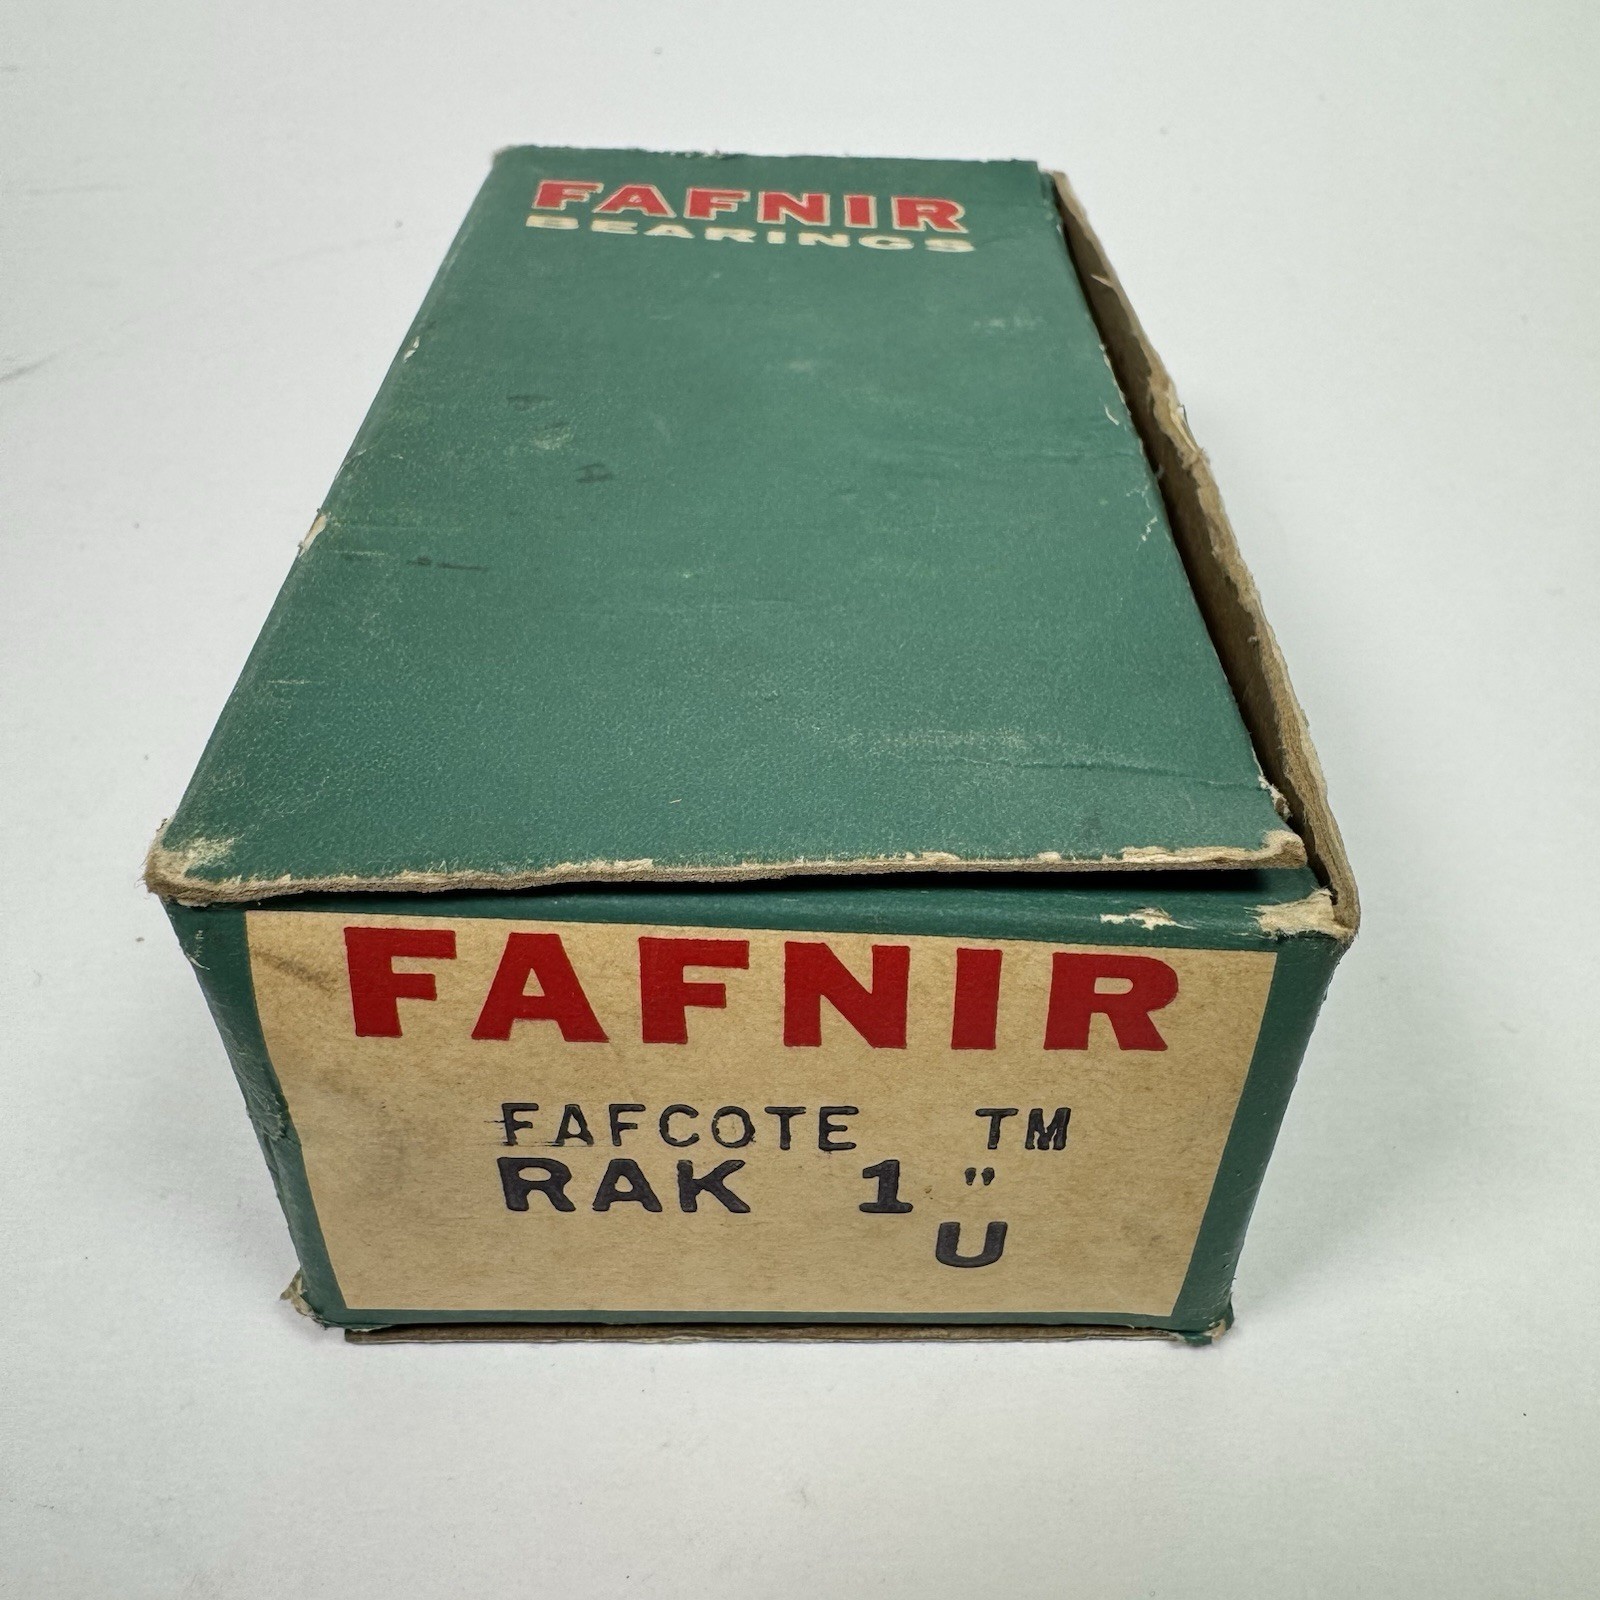 FAFNIR
BEARINGS
FAFNIR
FAFCOTE TM
RAK 1"
U